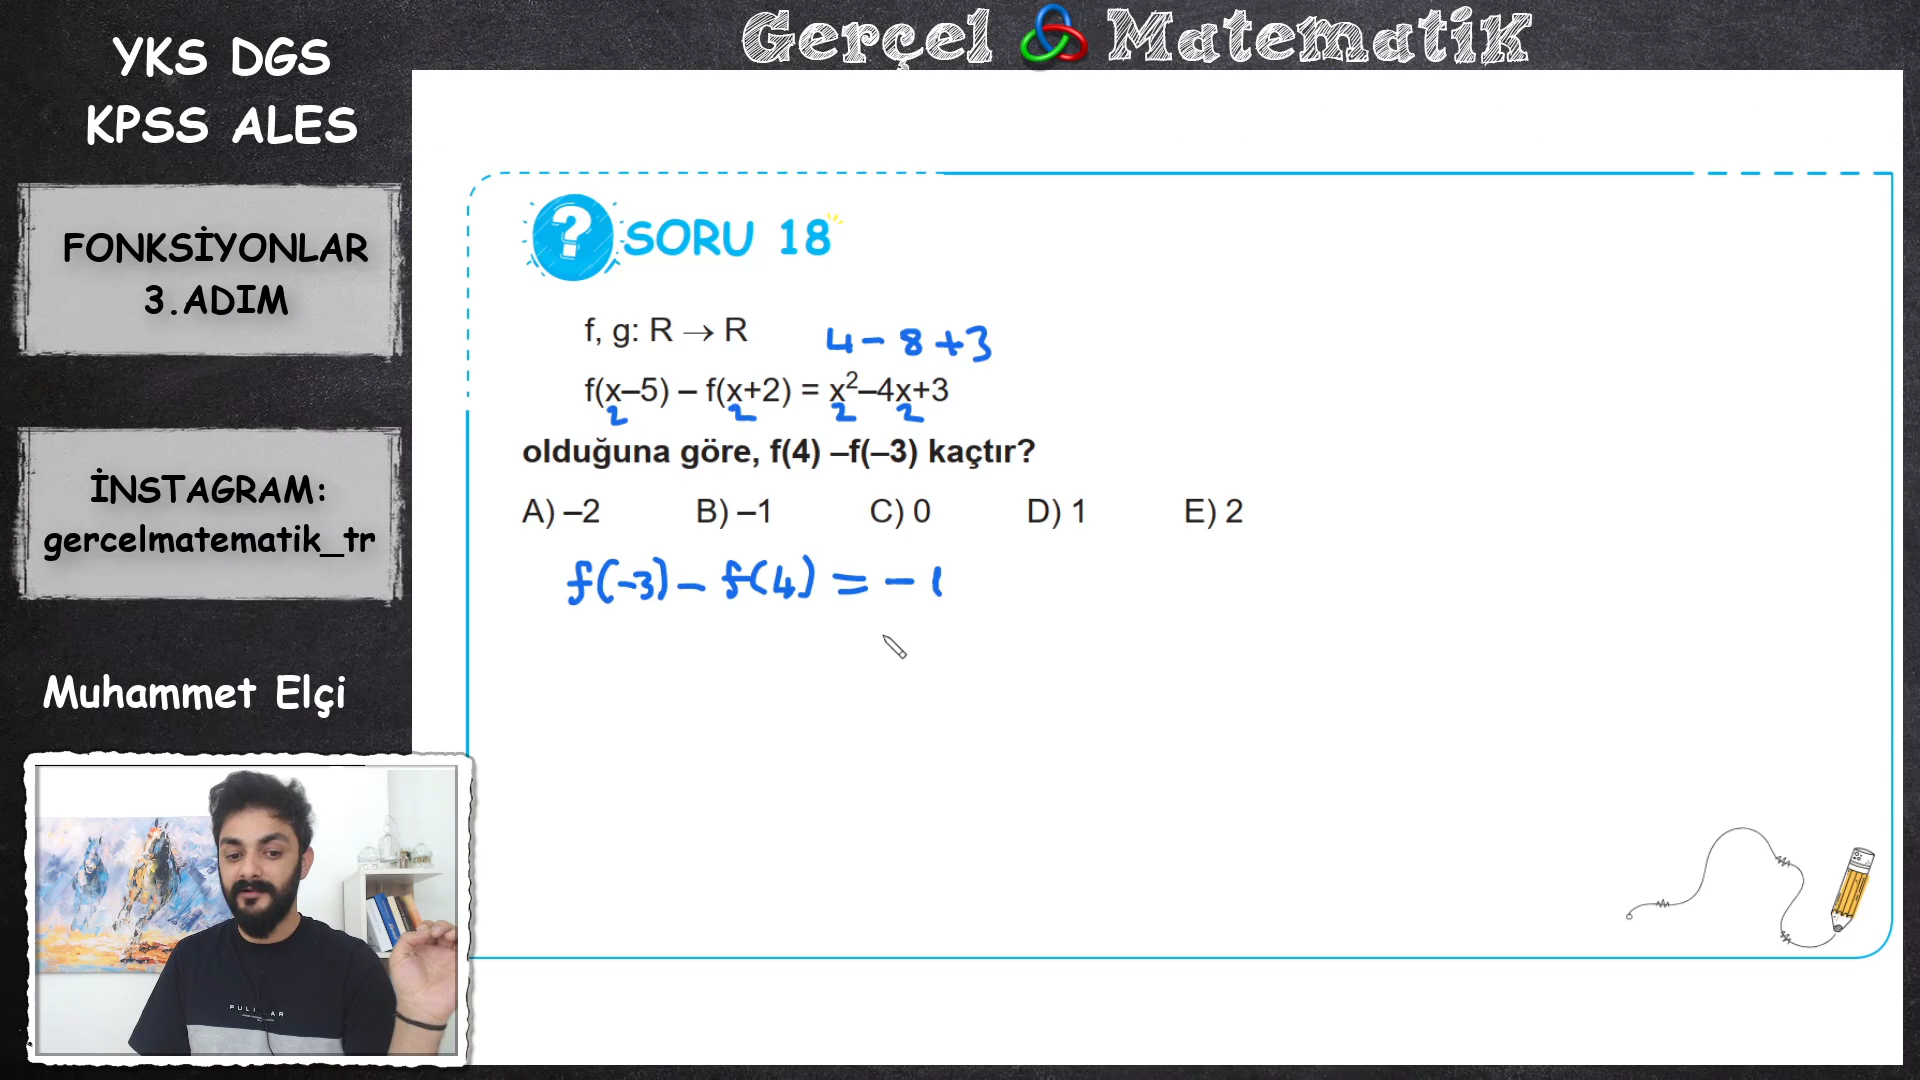 Gerçel Matematik
YKS DGS
KPSS ALES
FONKSİYONLAR
3.ADIM
İNSTAGRAM:
gercelmatematik_tr
Muhammet Elçi
? SORU 18
f, g: R → R
4 - 8 + 3
f(x–5) – f(x+2) = x²–4x+3
2 2 2 2
olduğuna göre, f(4) –f(–3) kaçtır?
A) –2 B) –1 C) 0 D) 1 E) 2
f(-3) - f(4) = - 1